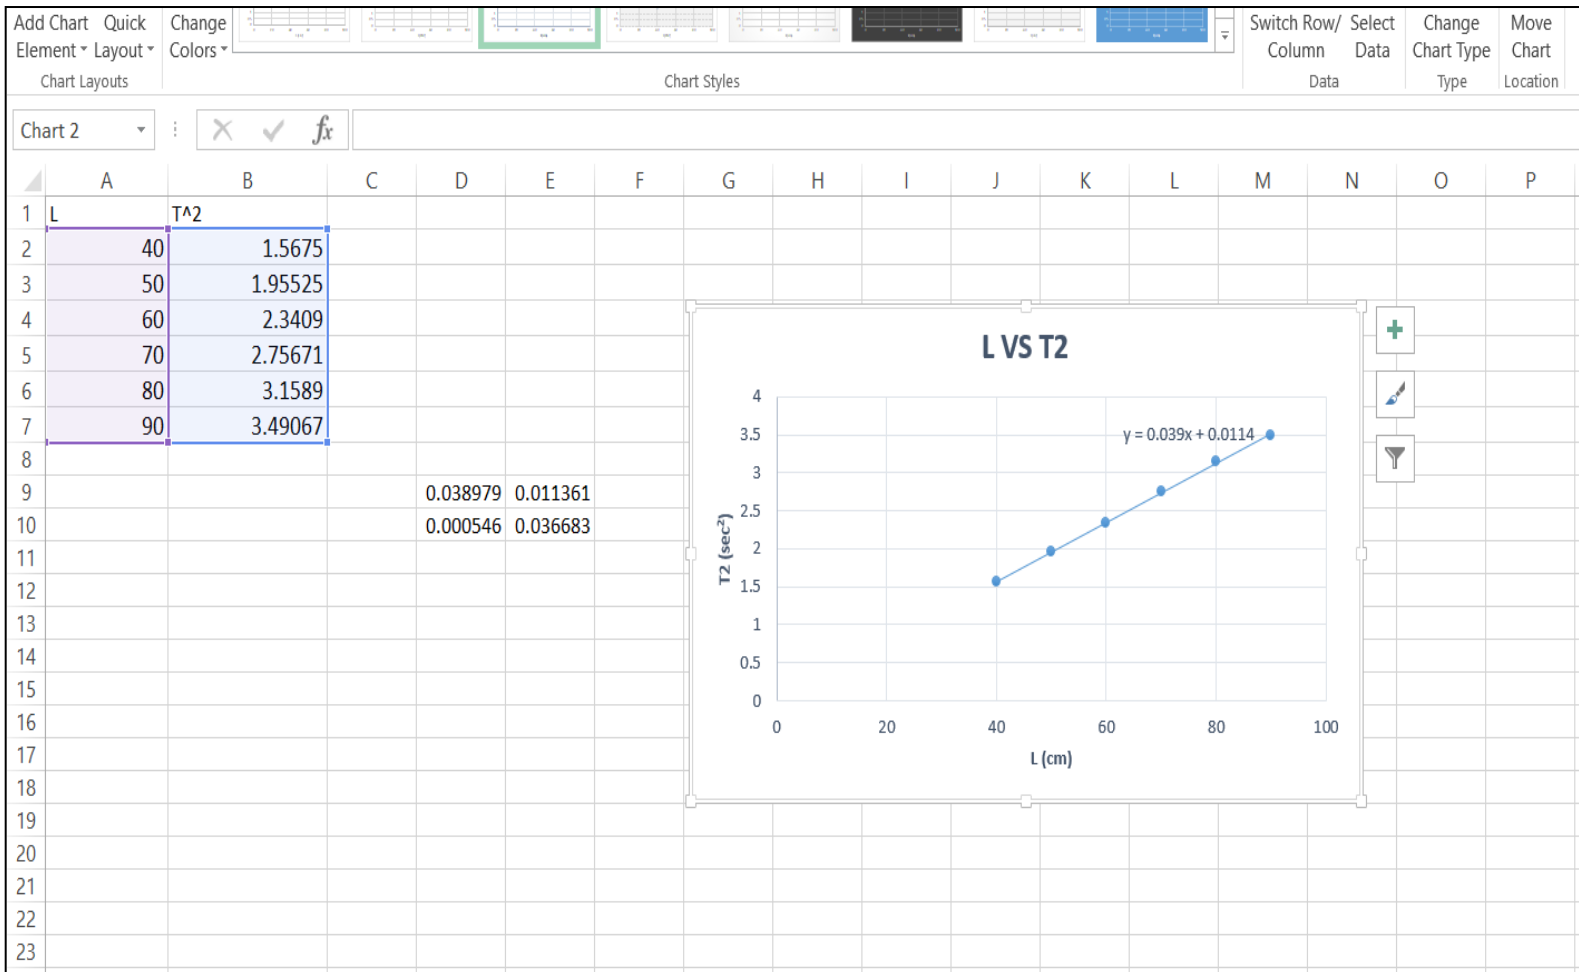 Add Chart Quick Change Switch Row/ Select Change Move
Element Layout Colors Column Data Chart Type Chart
Chart Layouts Chart Styles Data Type Location
Chart 2 fx
A B C D E F G H I J K L M N O P
1 L T^2
2 40 1.5675
3 50 1.95525
4 60 2.3409
5 70 2.75671
6 80 3.1589
7 90 3.49067
8
9 0.038979 0.011361
10 0.000546 0.036683
11
12
13
14
15
16
17
18
19
20
21
22
23
L VS T2
4
3.5
3
2.5
2
1.5
1
0.5
0
y = 0.039x + 0.0114
T2 (sec²)
0 20 40 60 80 100
L (cm)